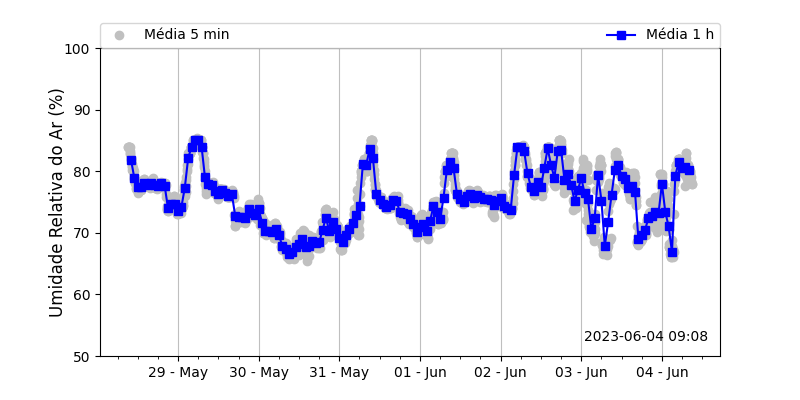 Média 5 min
Média 1 h
Umidade Relativa do Ar (%)
100
90
80
70
60
50
2023-06-04 09:08
29 - May
30 - May
31 - May
01 - Jun
02 - Jun
03 - Jun
04 - Jun